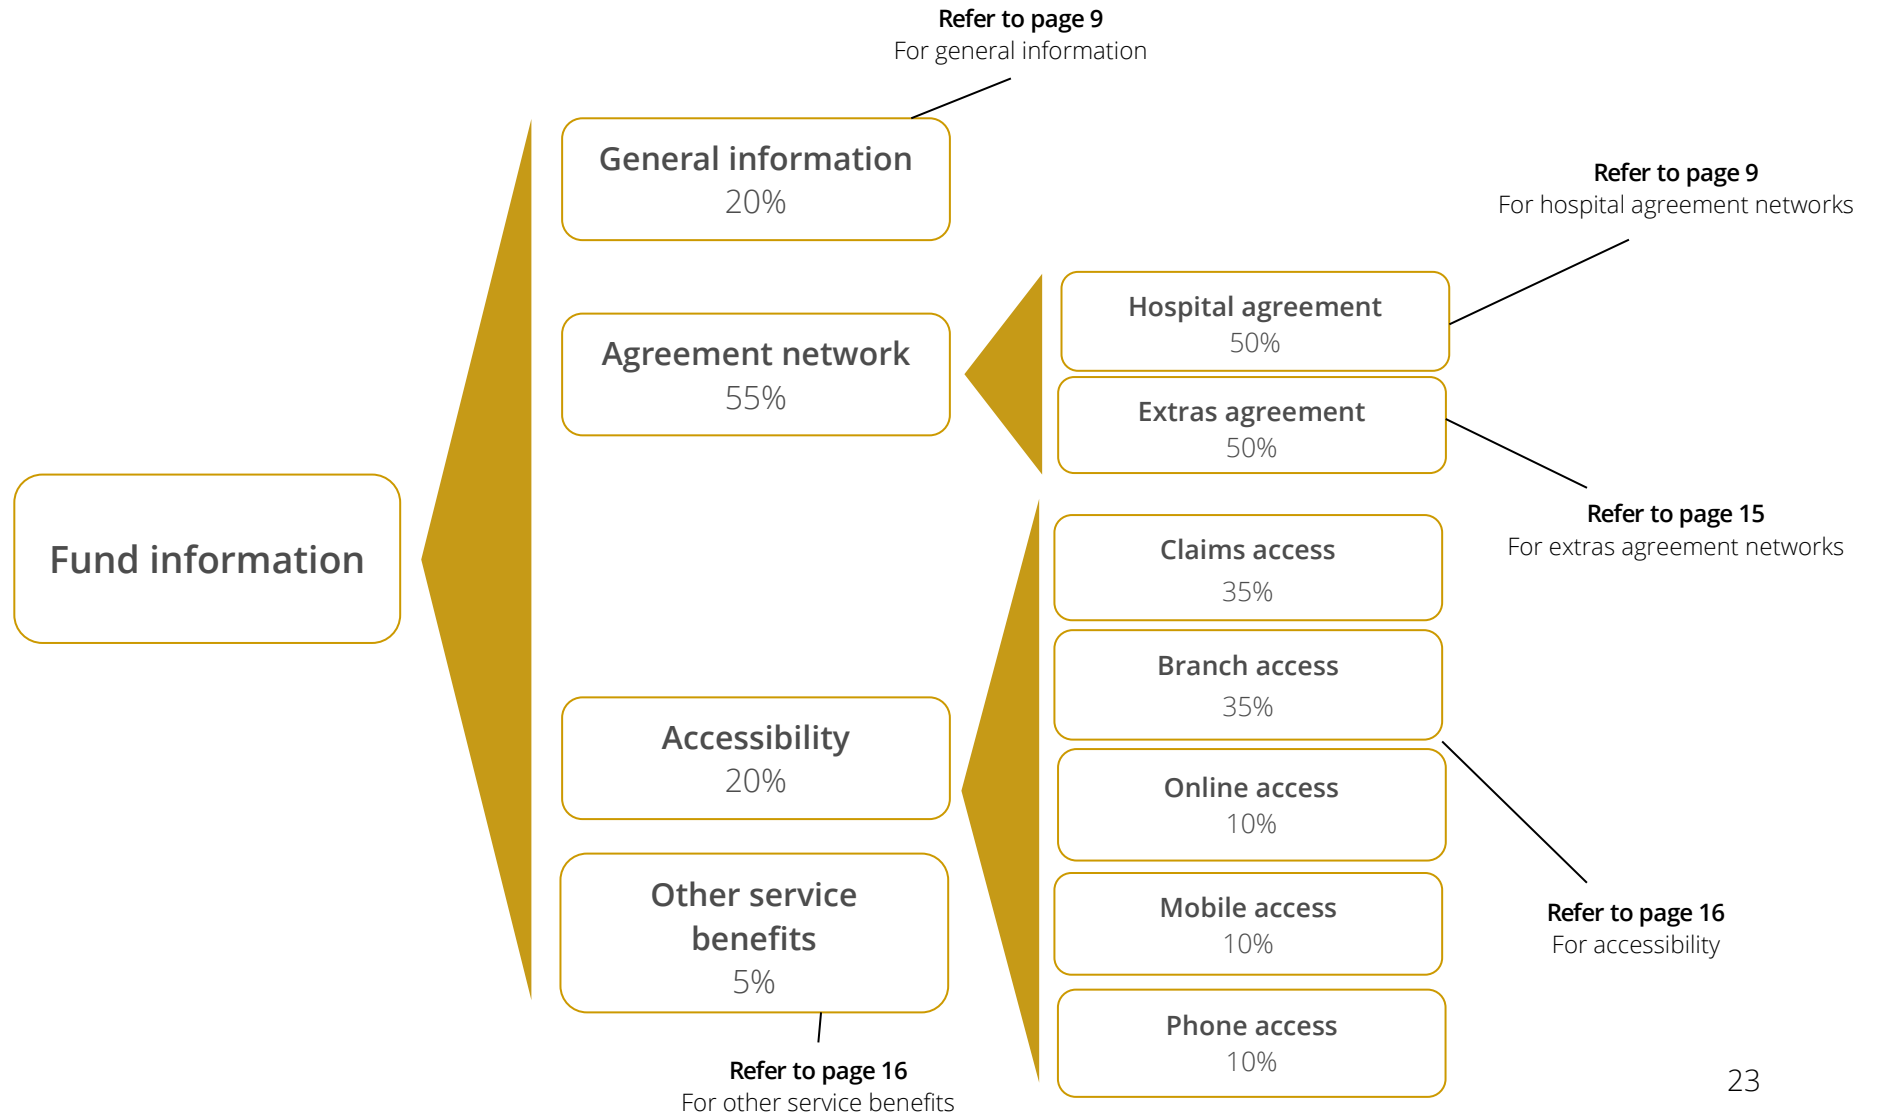 Refer to page 9
For general information
General information
20%
Refer to page 9
For hospital agreement networks
Hospital agreement
50%
Agreement network
55%
Extras agreement
50%
Refer to page 15
For extras agreement networks
Fund information
Claims access
35%
Branch access
35%
Accessibility
20%
Online access
10%
Other service
benefits
5%
Mobile access
10%
Refer to page 16
For accessibility
Phone access
10%
Refer to page 16
For other service benefits
23